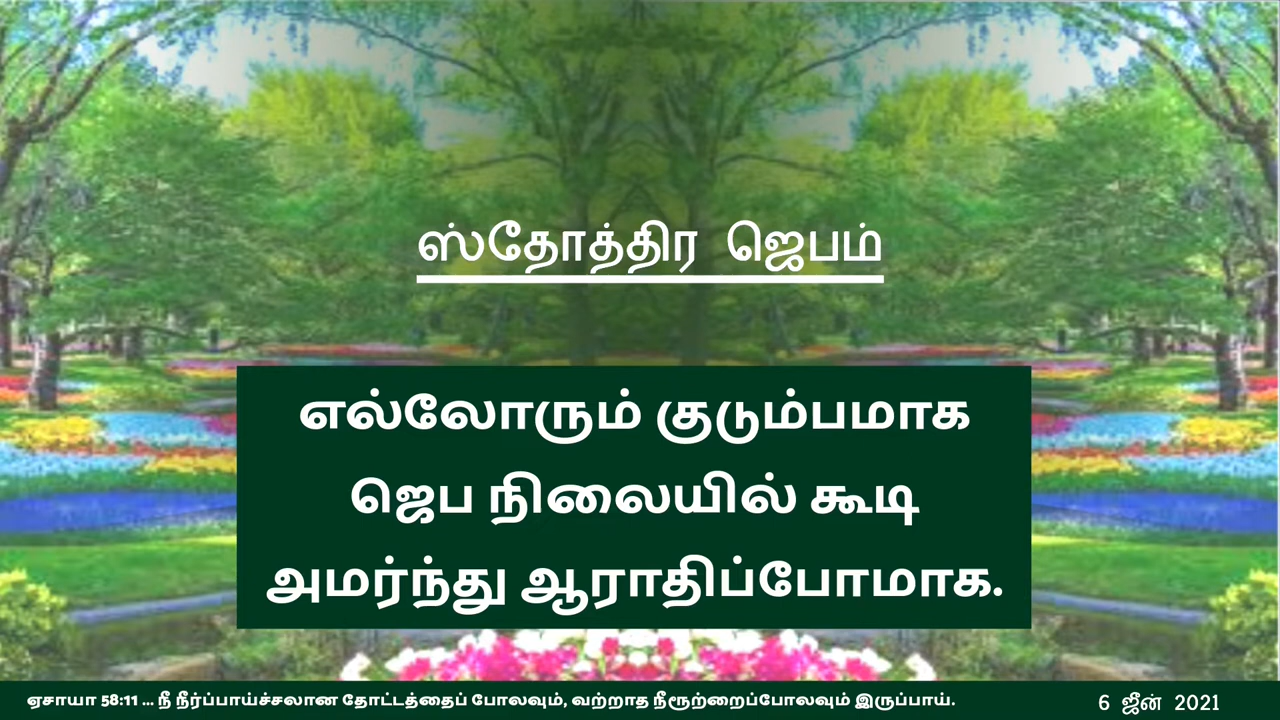 ஸ்தோத்திர ஜெபம்
எல்லோரும் குடும்பமாக
ஜெப நிலையில் கூடி
அமர்ந்து ஆராதிப்போமாக.
ஏசாயா 58:11 ... நீ நீர்ப்பாய்ச்சலான தோட்டத்தைப் போலவும், வற்றாத நீரூற்றைப்போலவும் இருப்பாய்.
6 ஜீன் 2021